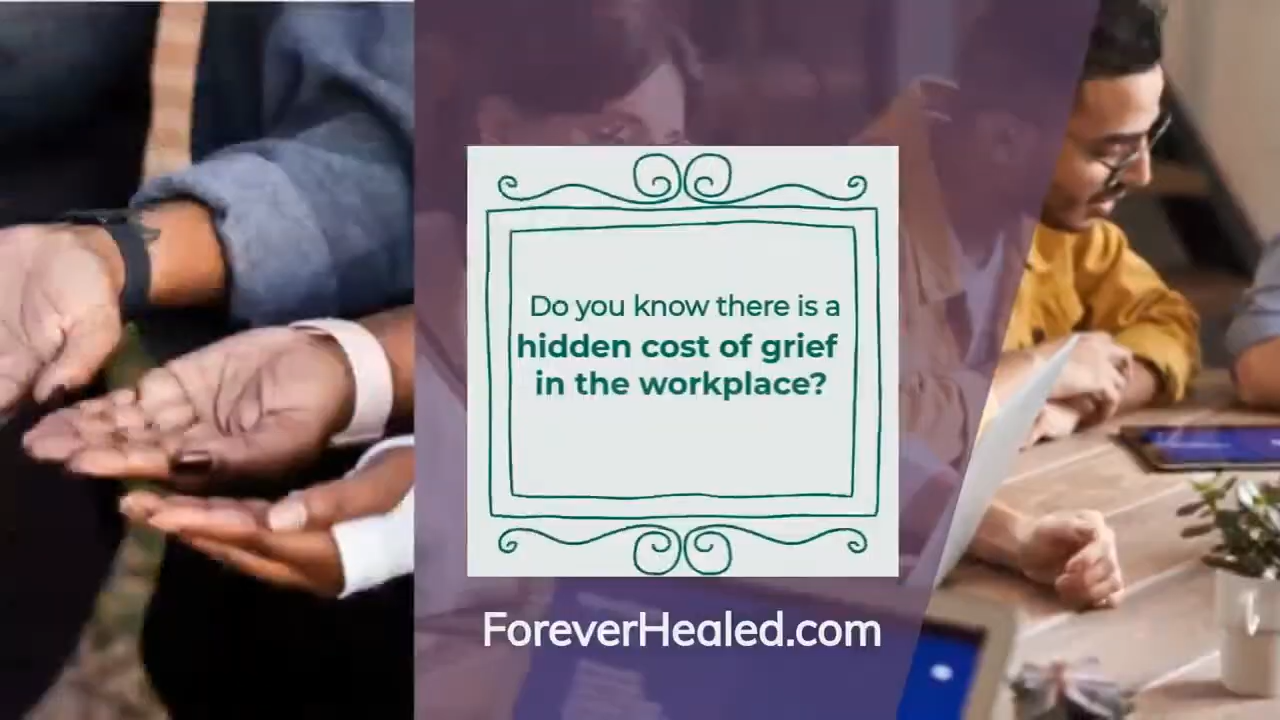 Do you know there is a
hidden cost of grief
in the workplace?
ForeverHealed.com